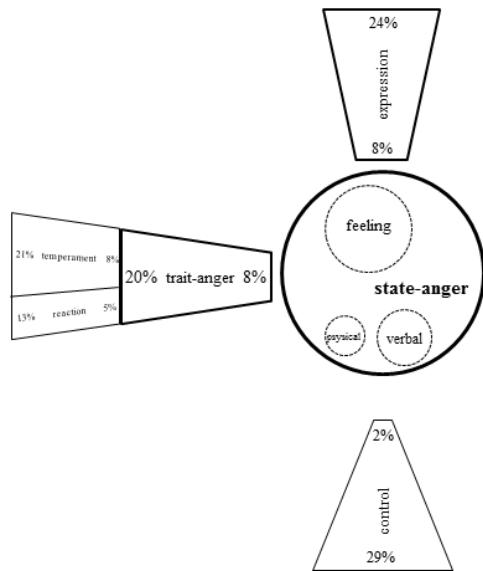 24%
expression
8%
feeling
21% temperament 8%
20% trait-anger 8%
state-anger
13% reaction 5%
psysical
verbal
2%
control
29%